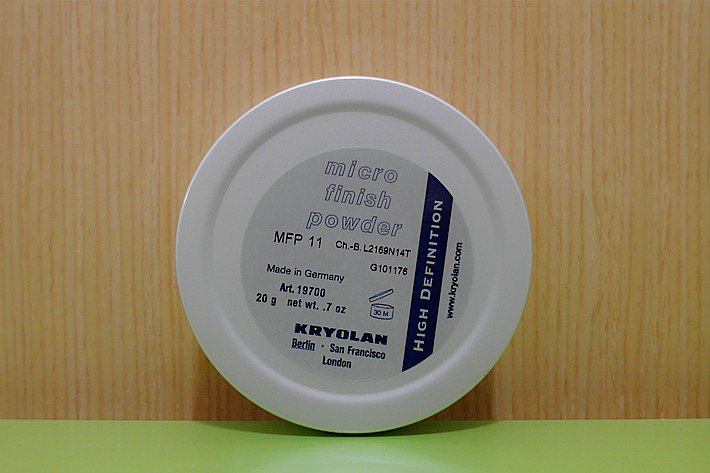 micro
finish
powder
MFP 11 Ch.-B. L2169N14T
G101176
Made in Germany
Art. 19700
20 g net wt. .7 oz
30 M
KRYOLAN
Berlin · San Francisco
London
HIGH DEFINITION
www.kryolan.com